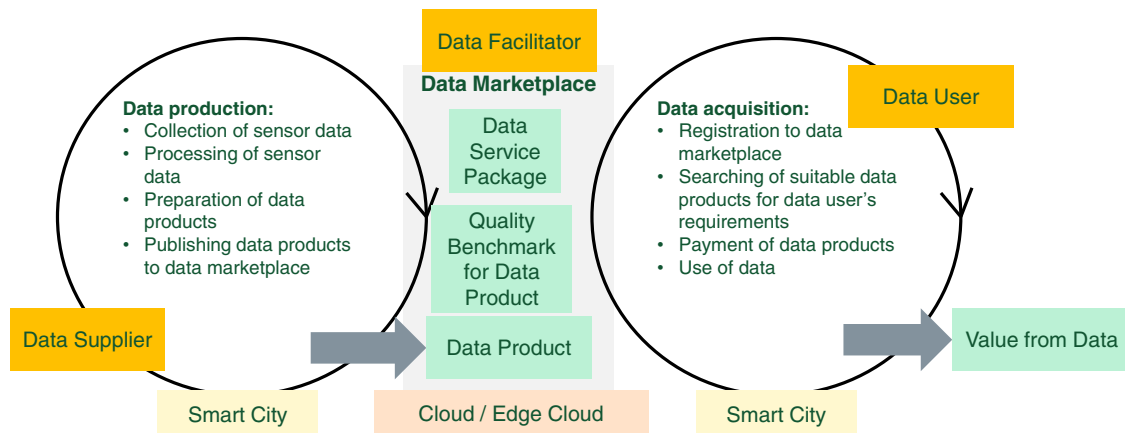 Data Facilitator
Data Marketplace
Data production:
• Collection of sensor data
• Processing of sensor
data
• Preparation of data
products
• Publishing data products
to data marketplace
Data Supplier
Smart City
Data
Service
Package
Quality
Benchmark
for Data
Product
Data Product
Cloud / Edge Cloud
Data User
Data acquisition:
• Registration to data
marketplace
• Searching of suitable data
products for data user's
requirements
• Payment of data products
• Use of data
Value from Data
Smart City